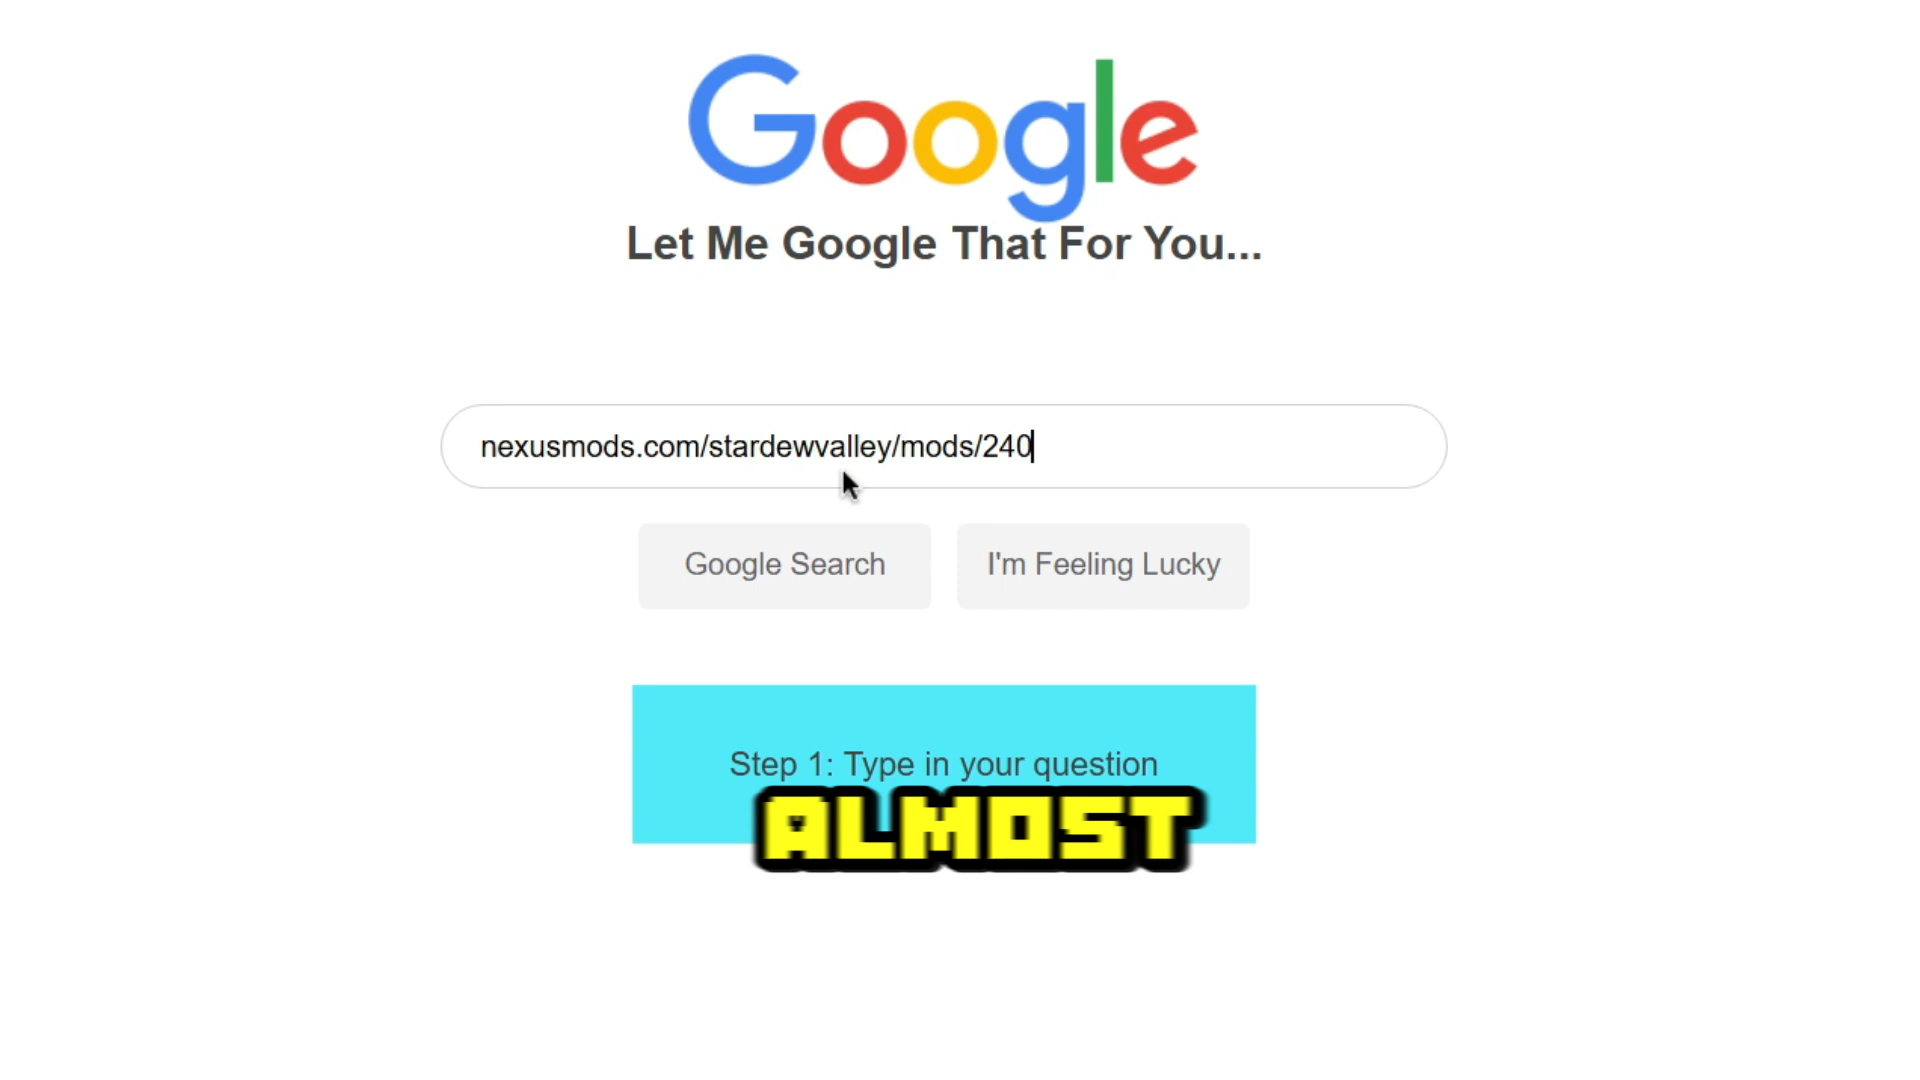 Google
Let Me Google That For You...
nexusmods.com/stardewvalley/mods/240
Google Search
I'm Feeling Lucky
Step 1: Type in your question
ALMOST